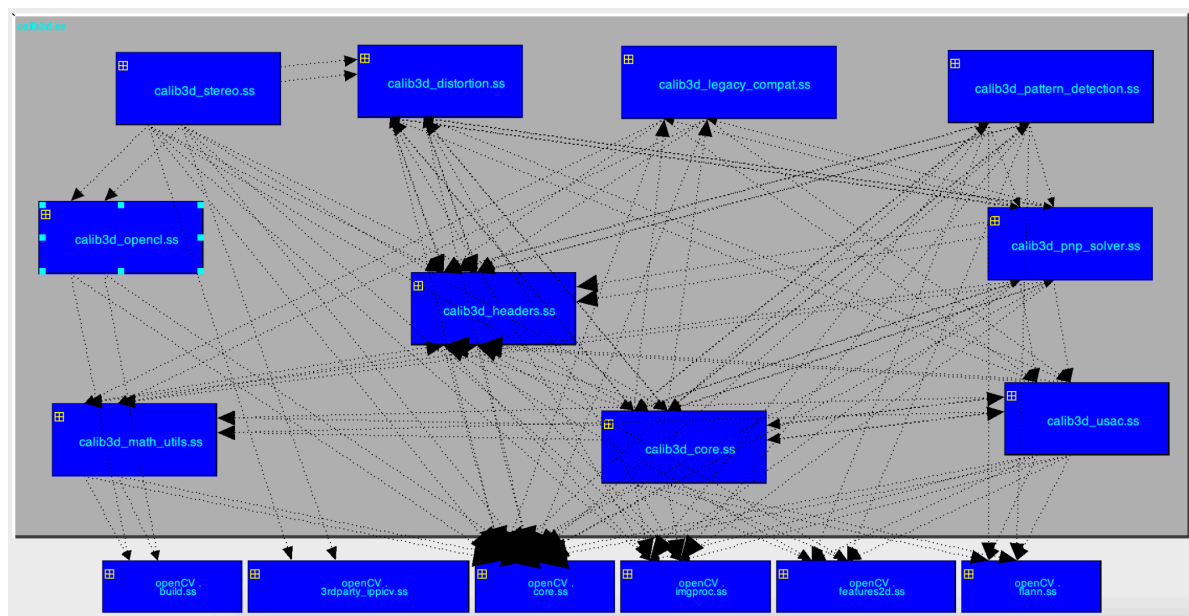 calib3d.ss
calib3d_stereo.ss
calib3d_distortion.ss
calib3d_legacy_compat.ss
calib3d_pattern_detection.ss
calib3d_opencl.ss
calib3d_pnp_solver.ss
calib3d_headers.ss
calib3d_math_utils.ss
calib3d_core.ss
calib3d_usac.ss
openCV .
build.ss
openCV .
3rdparty_ippicv.ss
openCV .
core.ss
openCV .
imgproc.ss
openCV .
features2d.ss
openCV .
flann.ss